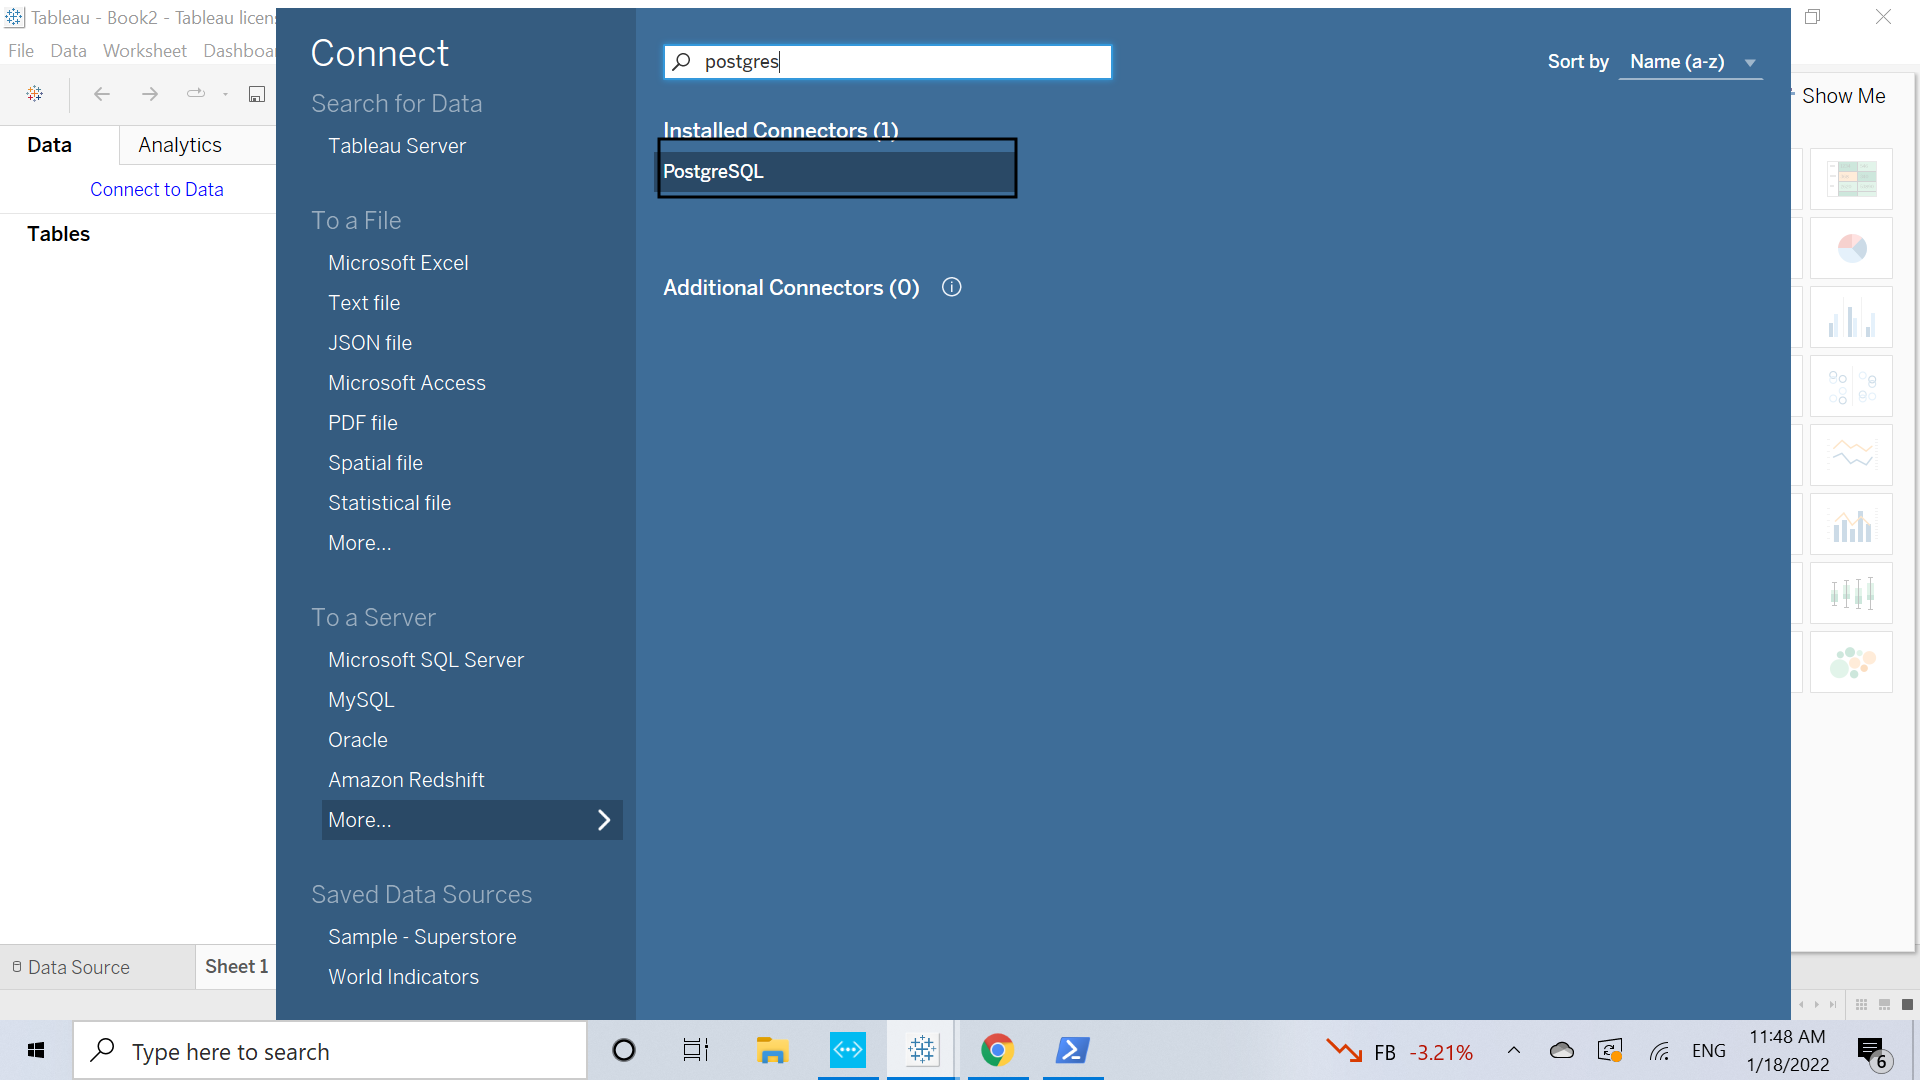 Tableau - Book2 - Tableau licen
File Data Worksheet Dashboa
Data
Analytics
Connect to Data
Tables
Connect
Search for Data
Tableau Server
To a File
Microsoft Excel
Text file
JSON file
Microsoft Access
PDF file
Spatial file
Statistical file
More...
To a Server
Microsoft SQL Server
MySQL
Oracle
Amazon Redshift
More...
Saved Data Sources
Sample - Superstore
World Indicators
postgres
Sort by Name (a-z)
Installed Connectors (1)
PostgreSQL
Additional Connectors (0)
Show Me
Data Source
Sheet 1
Type here to search
FB -3.21%
ENG
11:48 AM
1/18/2022
6